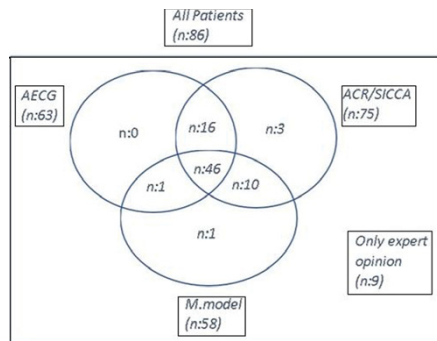 All Patients
(n:86)
AECG
(n:63)
ACR/SICCA
(n:75)
n:0
n:16
n:3
n:46
n:1
n:10
n:1
Only expert
opinion
(n:9)
M.model
(n:58)